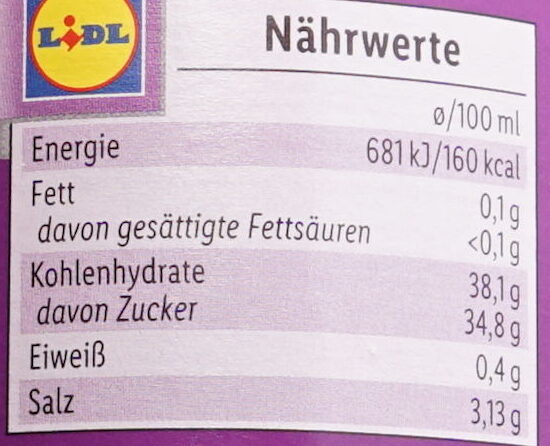 LIDL
Nährwerte
ø/100 ml
Energie 681 kJ/160 kcal
Fett 0,1 g
davon gesättigte Fettsäuren <0,1 g
Kohlenhydrate 38,1 g
davon Zucker 34,8 g
Eiweiß 0,4 g
Salz 3,13 g